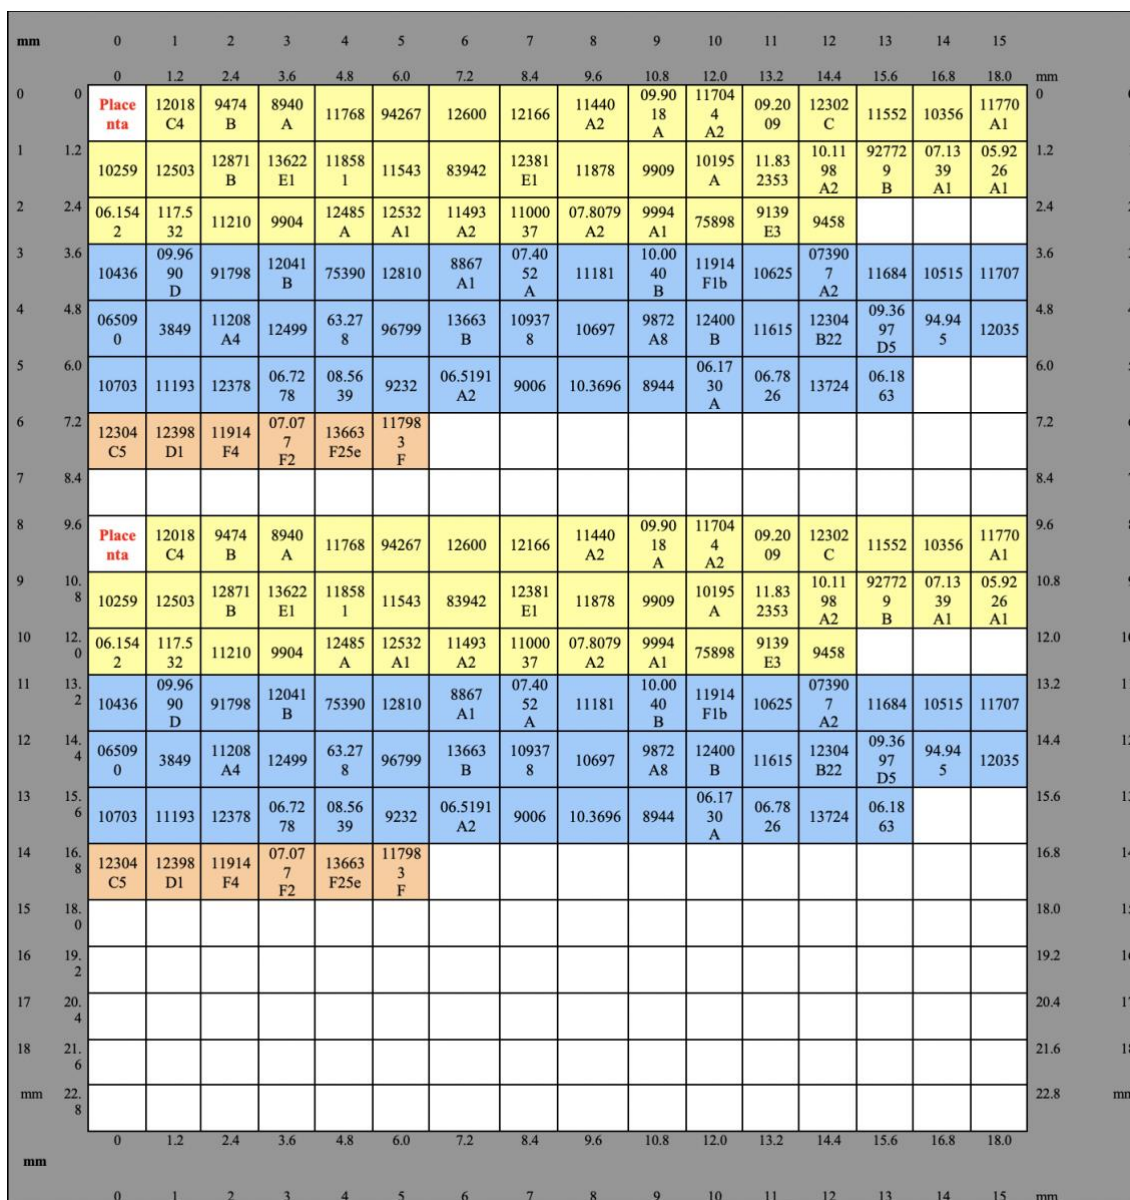 mm 0 1 2 3 4 5 6 7 8 9 10 11 12 13 14 15
0 1.2 2.4 3.6 4.8 6.0 7.2 8.4 9.6 10.8 12.0 13.2 14.4 15.6 16.8 18.0 mm
0 0 Place nta 12018 C4 9474 B 8940 A 11768 94267 12600 12166 11440 A2 09.90 18 A 11704 4 A2 09.20 09 12302 C 11552 10356 11770 A1 0
1 1.2 10259 12503 12871 B 13622 E1 11858 1 11543 83942 12381 E1 11878 9909 10195 A 11.83 2353 10.11 98 A2 92772 9 B 07.13 39 A1 05.92 26 A1 1.2
2 2.4 06.154 2 117.5 32 11210 9904 12485 A 12532 A1 11493 A2 11000 37 07.8079 A2 9994 A1 75898 9139 E3 9458 2.4
3 3.6 10436 09.96 90 D 91798 12041 B 75390 12810 8867 A1 07.40 52 A 11181 10.00 40 B 11914 F1b 10625 07390 7 A2 11684 10515 11707 3.6
4 4.8 06509 0 3849 11208 A4 12499 63.27 8 96799 13663 B 10937 8 10697 9872 A8 12400 B 11615 12304 B22 09.36 97 D5 94.94 5 12035 4.8
5 6.0 10703 11193 12378 06.72 78 08.56 39 9232 06.5191 A2 9006 10.3696 8944 06.17 30 A 06.78 26 13724 06.18 63 6.0
6 7.2 12304 C5 12398 D1 11914 F4 07.07 7 F2 13663 F25e 11798 3 F 7.2
7 8.4 8.4
8 9.6 Place nta 12018 C4 9474 B 8940 A 11768 94267 12600 12166 11440 A2 09.90 18 A 11704 4 A2 09.20 09 12302 C 11552 10356 11770 A1 9.6 8
9 10. 8 10259 12503 12871 B 13622 E1 11858 1 11543 83942 12381 E1 11878 9909 10195 A 11.83 2353 10.11 98 A2 92772 9 B 07.13 39 A1 05.92 26 A1 10.8
10 12. 0 06.154 2 117.5 32 11210 9904 12485 A 12532 A1 11493 A2 11000 37 07.8079 A2 9994 A1 75898 9139 E3 9458 12.0 10
11 13. 2 10436 09.96 90 D 91798 12041 B 75390 12810 8867 A1 07.40 52 A 11181 10.00 40 B 11914 F1b 10625 07390 7 A2 11684 10515 11707 13.2
12 14. 4 06509 0 3849 11208 A4 12499 63.27 8 96799 13663 B 10937 8 10697 9872 A8 12400 B 11615 12304 B22 09.36 97 D5 94.94 5 12035 14.4
13 15. 6 10703 11193 12378 06.72 78 08.56 39 9232 06.5191 A2 9006 10.3696 8944 06.17 30 A 06.78 26 13724 06.18 63 15.6
14 16. 8 12304 C5 12398 D1 11914 F4 07.07 7 F2 13663 F25e 11798 3 F 16.8
15 18. 0 18.0
16 19. 2 19.2
17 20. 4 20.4
18 21. 6 21.6
mm 22. 8 22.8
0 1.2 2.4 3.6 4.8 6.0 7.2 8.4 9.6 10.8 12.0 13.2 14.4 15.6 16.8 18.0 mm
mm
0 1 2 3 4 5 6 7 8 9 10 11 12 13 14 15 mm